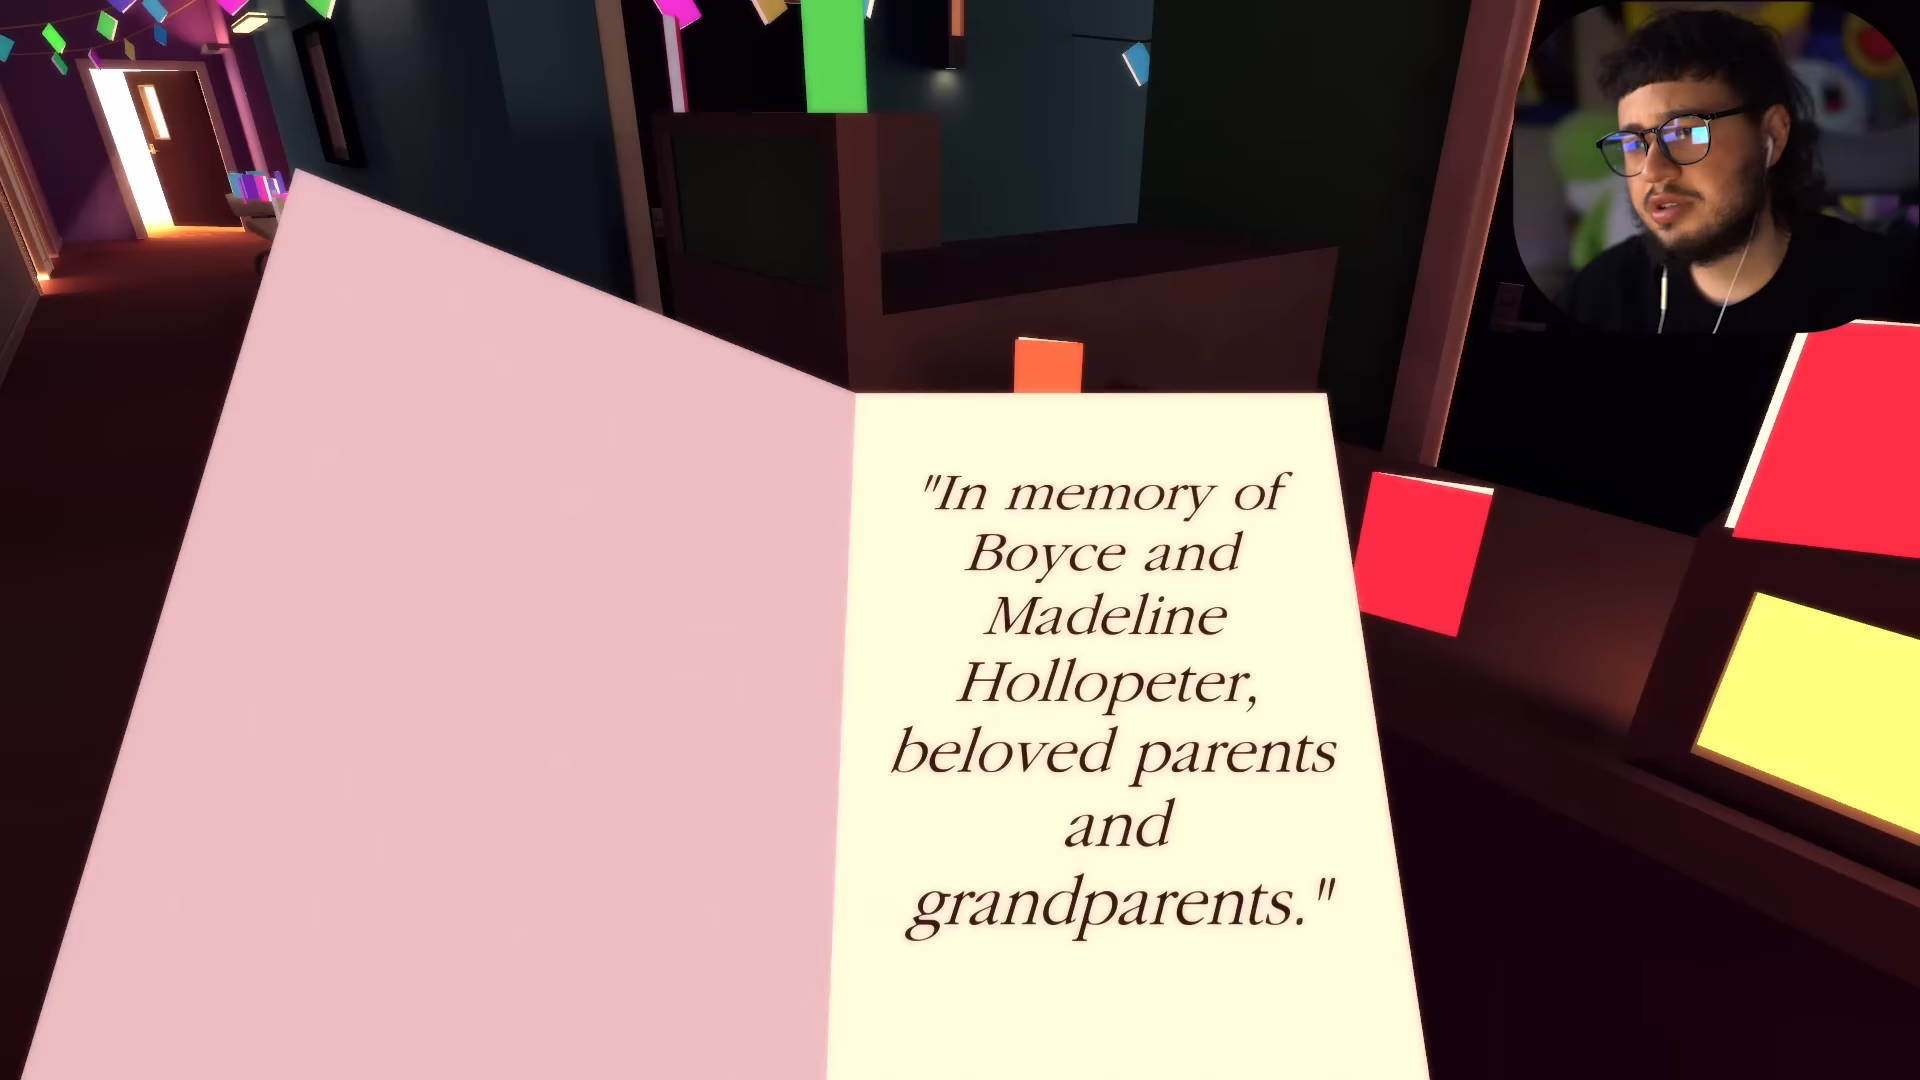 "In memory of
Boyce and
Madeline
Hollopeter,
beloved parents
and
grandparents."